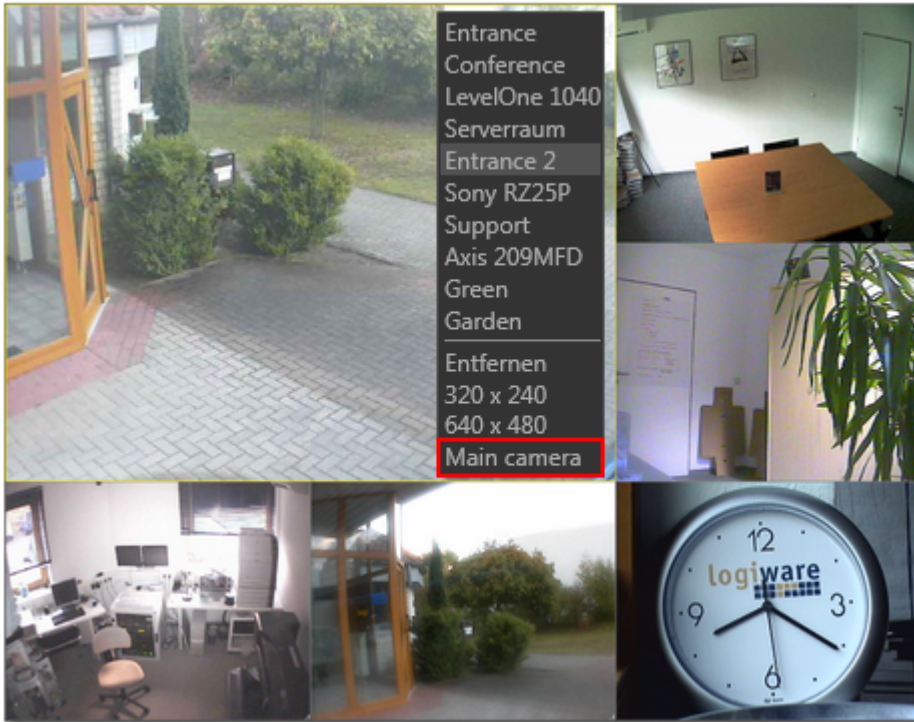 Entrance
Conference
LevelOne 1040
Serverraum
Entrance 2
Sony RZ25P
Support
Axis 209MFD
Green
Garden
Entfernen
320 x 240
640 x 480
Main camera
12
logiware
9
3
6